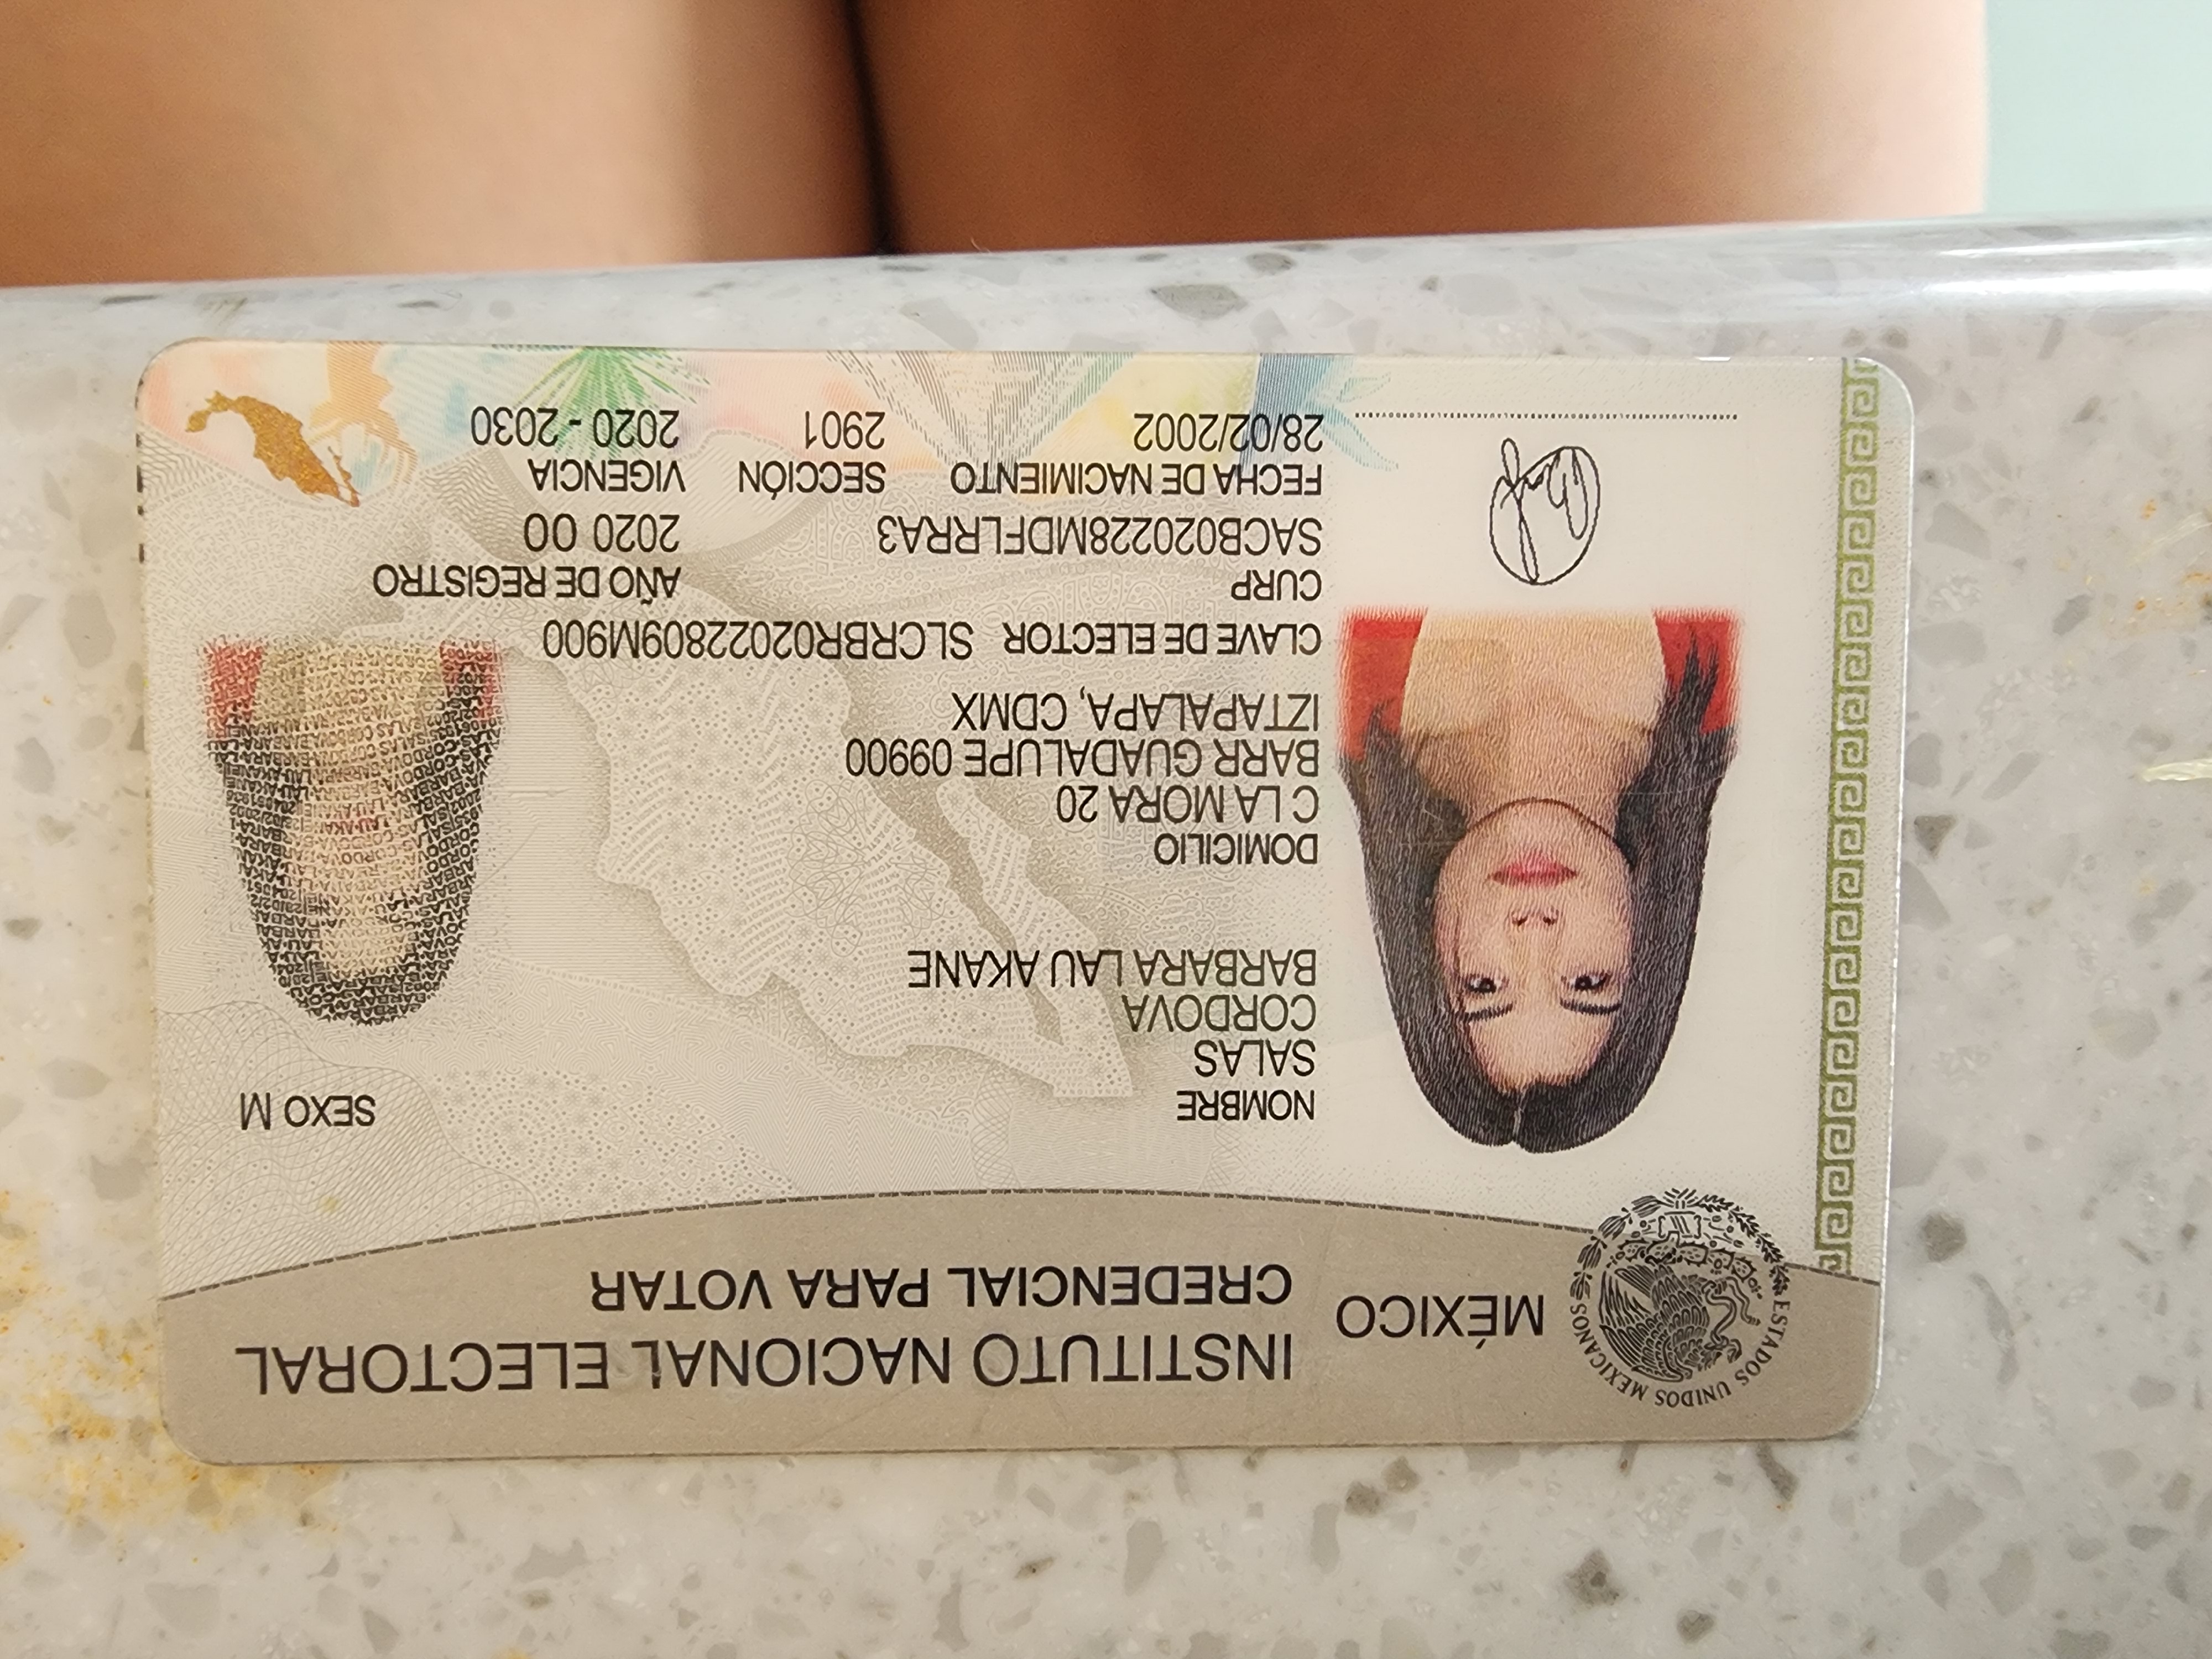 MÉXICO
INSTITUTO NACIONAL ELECTORAL
CREDENCIAL PARA VOTAR
ESTADOS UNIDOS MEXICANOS
NOMBRE
SALAS
CORDOVA
BARBARA LAU AKANE
SEXO M
DOMICILIO
C LA MORA 20
BARR GUADALUPE 09900
IZTAPALAPA, CDMX
CLAVE DE ELECTOR SLCRBR02022809M900
CURP
SACB020228MDFLRRA3
AÑO DE REGISTRO
2020 00
FECHA DE NACIMIENTO
28/02/2002
SECCIÓN
2901
VIGENCIA
2020 - 2030